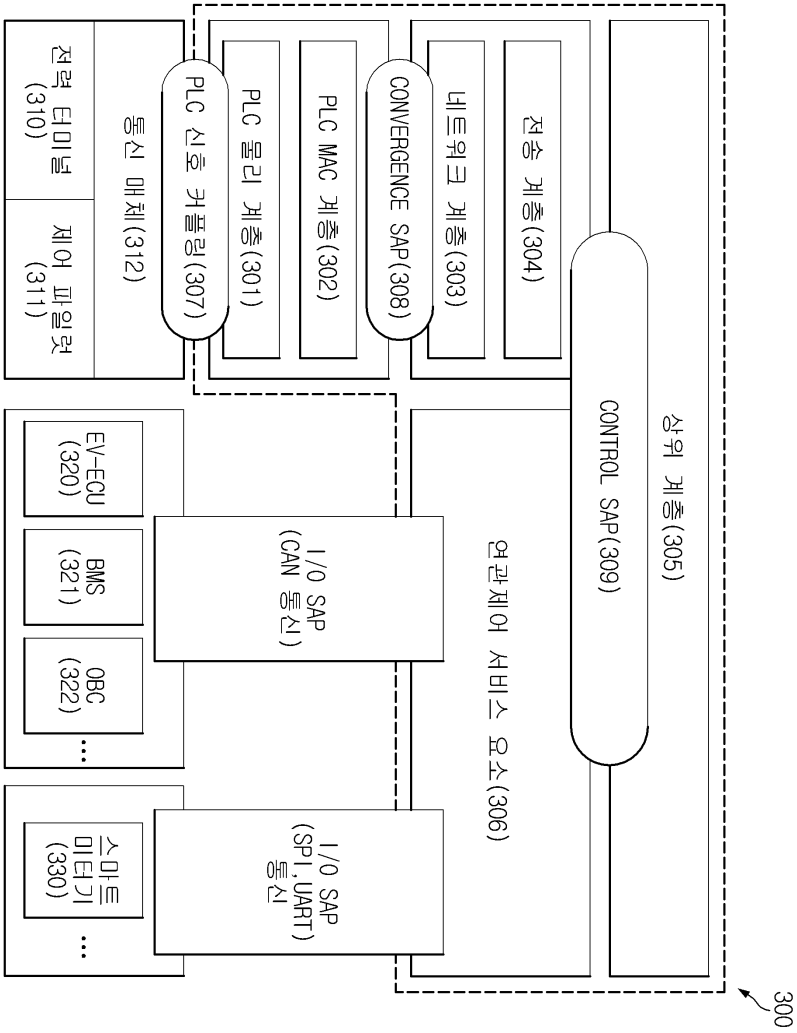 300
상위 계층(305)
CONTROL SAP(309)
전송 계층(304)
네트워크 계층(303)
CONVERGENCE SAP(308)
PLC MAC 계층(302)
PLC 물리 계층(301)
PLC 신호 커플링(307)
통신 매체(312)
전력 터미널
(310)
제어 파일럿
(311)
연관제어 서비스 요소(306)
I/O SAP
(CAN 통신)
I/O SAP
(SPI,UART)
통신
EV-ECU
(320)
BMS
(321)
OBC
(322)
...
스마트
미터기
(330)
...